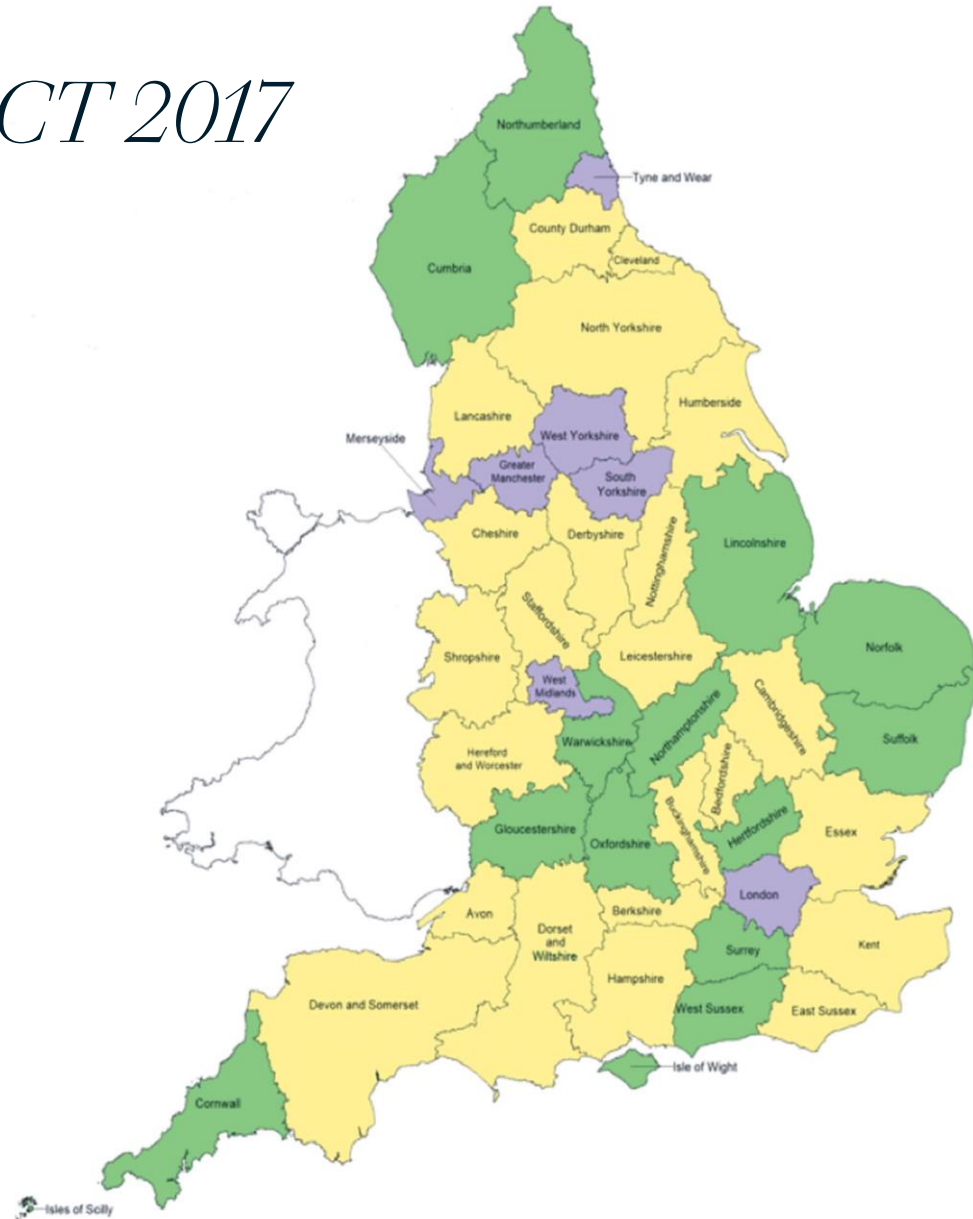 CT 2017
Northumberland
Tyne and Wear
County Durham
Cleveland
Cumbria
North Yorkshire
Humberside
Lancashire
West Yorkshire
Merseyside
Greater
Manchester
South
Yorkshire
Cheshire
Derbyshire
Nottinghamshire
Lincolnshire
Staffordshire
Norfolk
Shropshire
Leicestershire
West
Midlands
Cambridgeshire
Northamptonshire
Suffolk
Warwickshire
Hereford
and Worcester
Bedfordshire
Buckinghamshire
Hertfordshire
Essex
Gloucestershire
Oxfordshire
London
Avon
Berkshire
Dorset
and
Wiltshire
Surrey
Kent
Hampshire
Devon and Somerset
West Sussex
East Sussex
Isle of Wight
Cornwall
Isles of Scilly